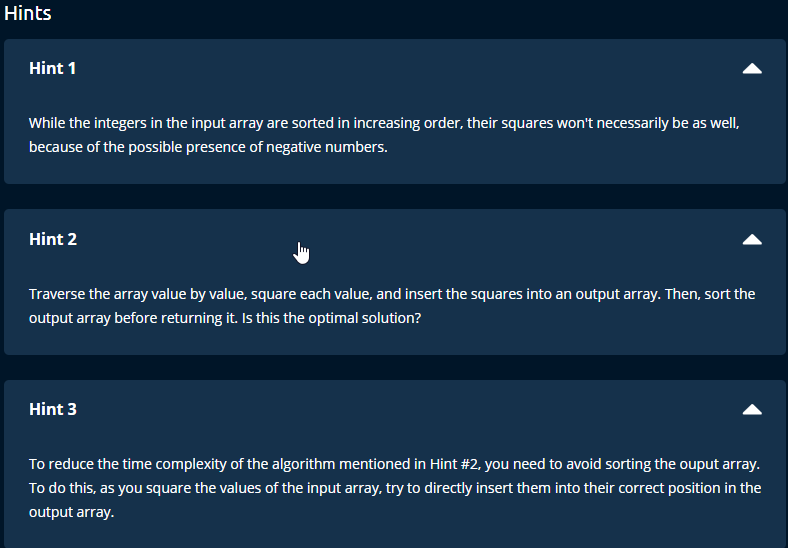 Hints
Hint 1
While the integers in the input array are sorted in increasing order, their squares won't necessarily be as well,
because of the possible presence of negative numbers.
Hint 2
Traverse the array value by value, square each value, and insert the squares into an output array. Then, sort the
output array before returning it. Is this the optimal solution?
Hint 3
To reduce the time complexity of the algorithm mentioned in Hint #2, you need to avoid sorting the ouput array.
To do this, as you square the values of the input array, try to directly insert them into their correct position in the
output array.